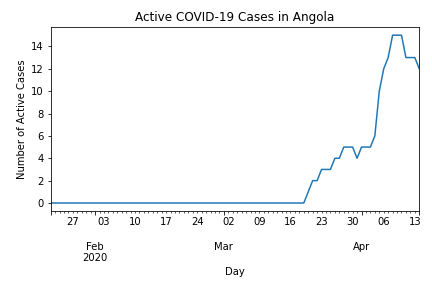 Active COVID-19 Cases in Angola
14
12
10
8
6
4
2
0
Number of Active Cases
27 03 10 17 24 02 09 16 23 30 06 13
Feb Mar Apr
2020
Day